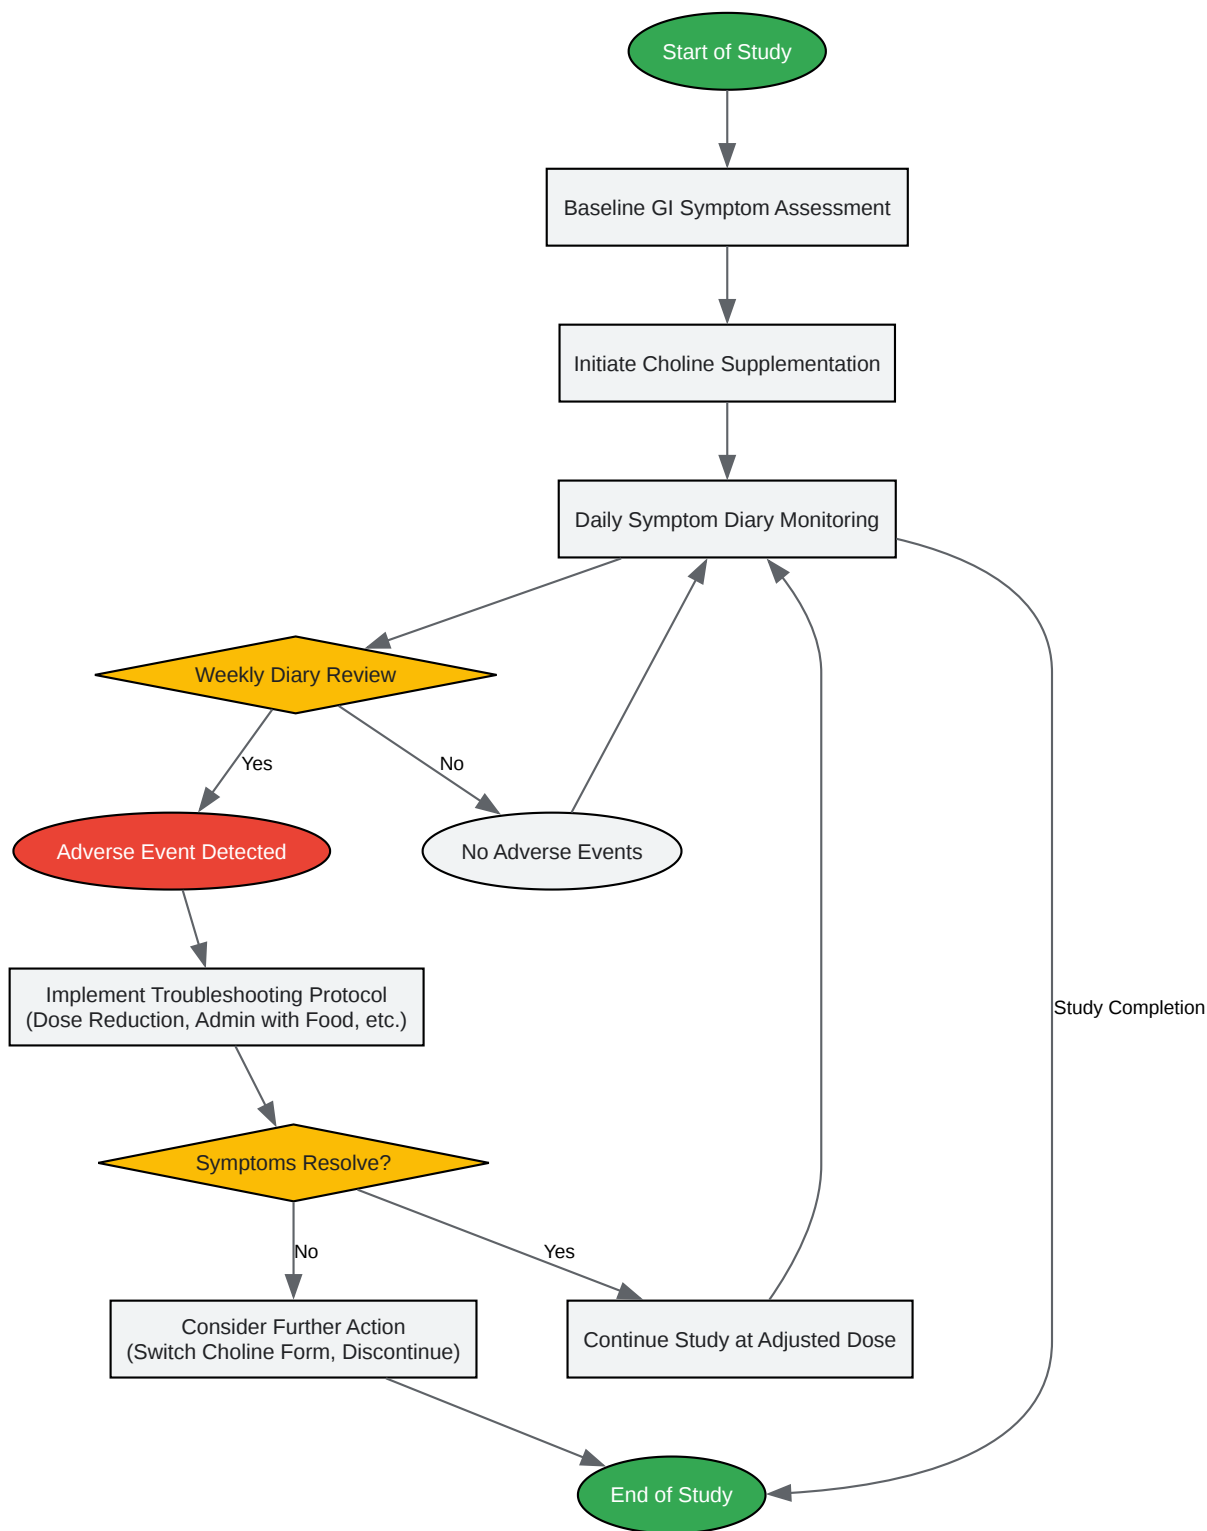 Start of Study
Baseline GI Symptom Assessment
Initiate Choline Supplementation
Daily Symptom Diary Monitoring
Weekly Diary Review
Yes
No
Adverse Event Detected
No Adverse Events
Implement Troubleshooting Protocol
(Dose Reduction, Admin with Food, etc.)
Study Completion
Symptoms Resolve?
No
Yes
Consider Further Action
(Switch Choline Form, Discontinue)
Continue Study at Adjusted Dose
End of Study